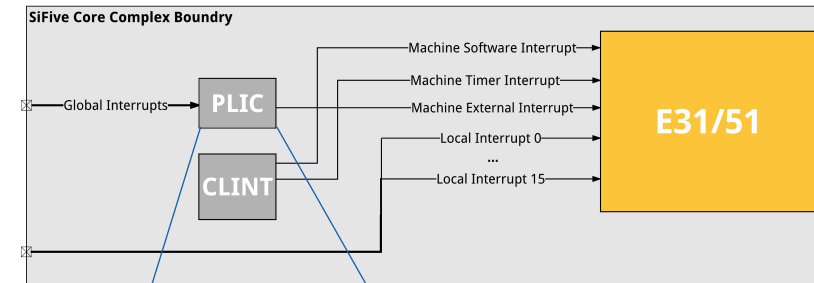 SiFive Core Complex Boundry
Machine Software Interrupt
Machine Timer Interrupt
Global Interrupts
PLIC
Machine External Interrupt
E31/51
Local Interrupt 0
...
CLINT
Local Interrupt 15